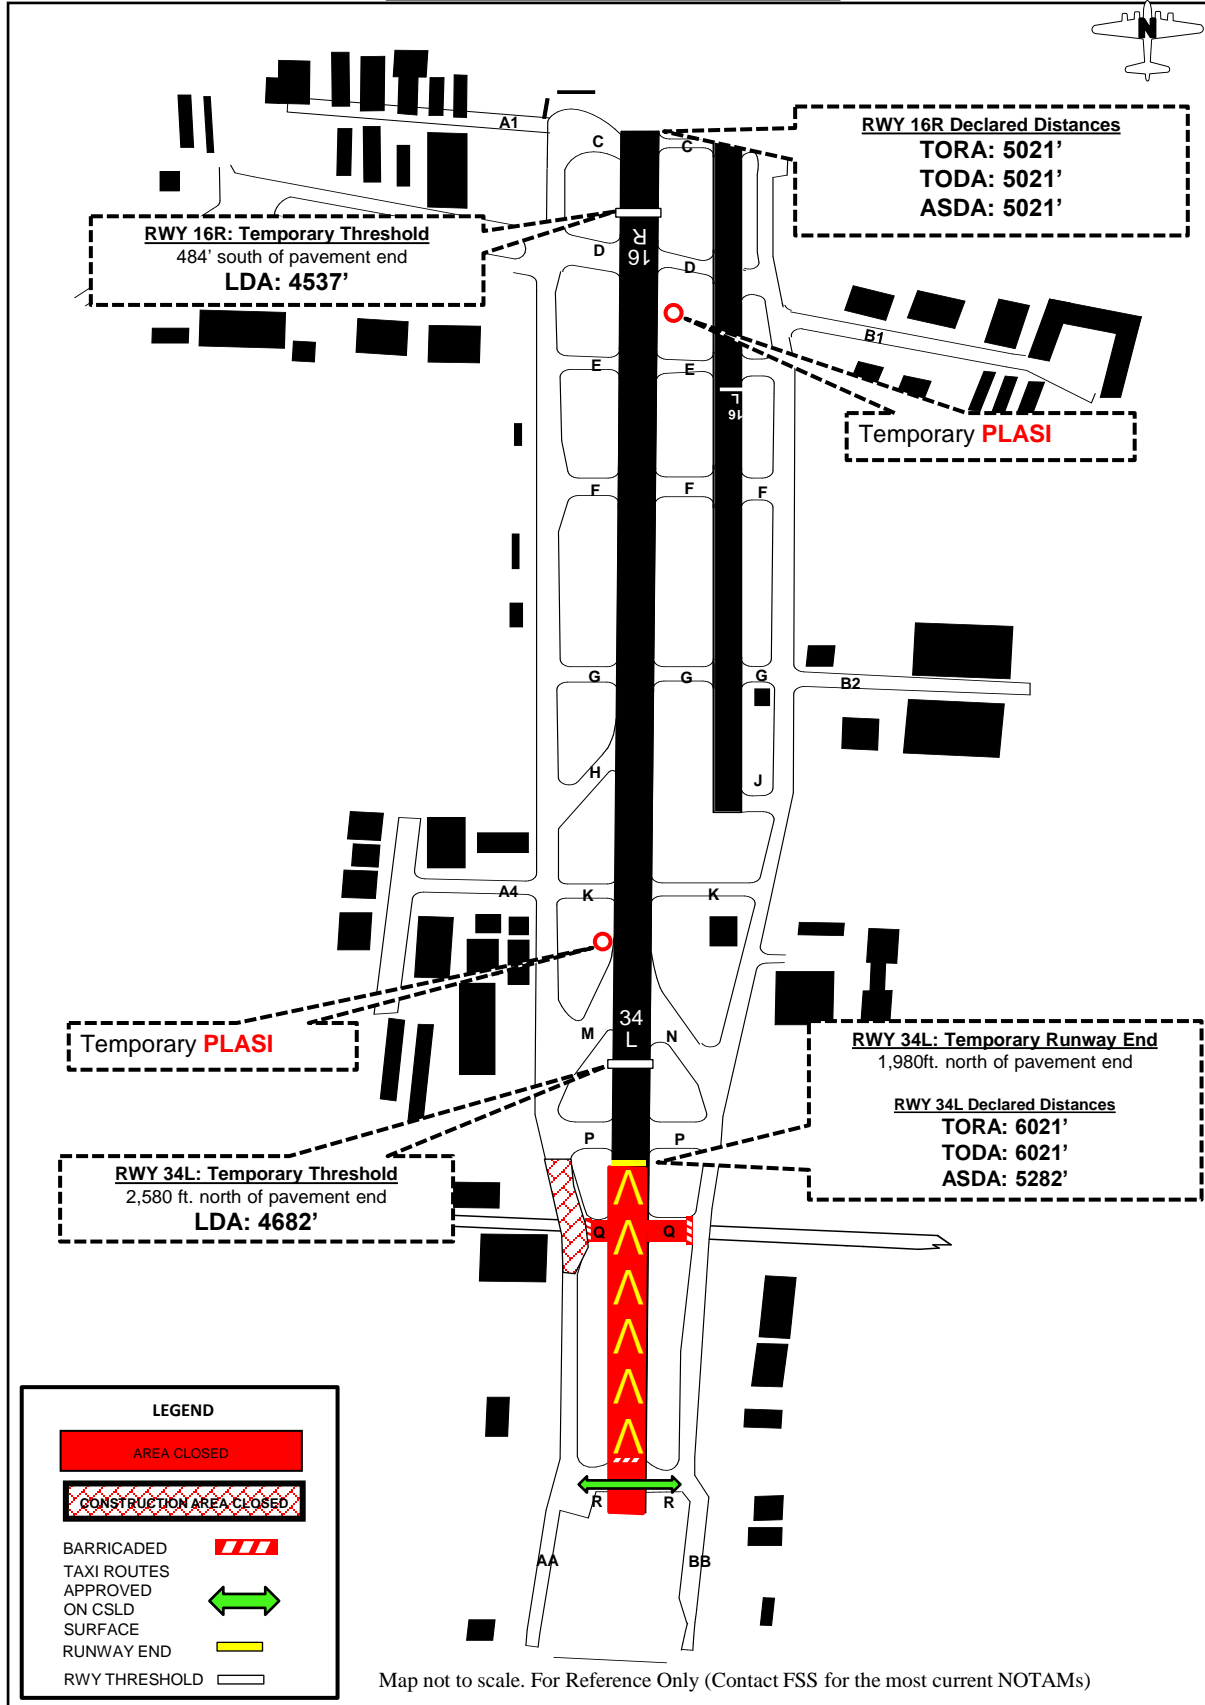 N
A1
C
C
RWY 16R Declared Distances
TORA: 5021'
TODA: 5021'
ASDA: 5021'
RWY 16R: Temporary Threshold
484' south of pavement end
LDA: 4537'
16
R
D
D
B1
E
E
16
L
Temporary PLASI
F
F
F
G
G
G
B2
H
J
A4
K
K
34
L
M
N
Temporary PLASI
RWY 34L: Temporary Runway End
1,980ft. north of pavement end
RWY 34L Declared Distances
TORA: 6021'
TODA: 6021'
ASDA: 5282'
P
P
RWY 34L: Temporary Threshold
2,580 ft. north of pavement end
LDA: 4682'
Q
Q
LEGEND
AREA CLOSED
CONSTRUCTION AREA CLOSED
BARRICADED
TAXI ROUTES
APPROVED
ON CSLD
SURFACE
RUNWAY END
RWY THRESHOLD
R
R
AA
BB
Map not to scale. For Reference Only (Contact FSS for the most current NOTAMs)